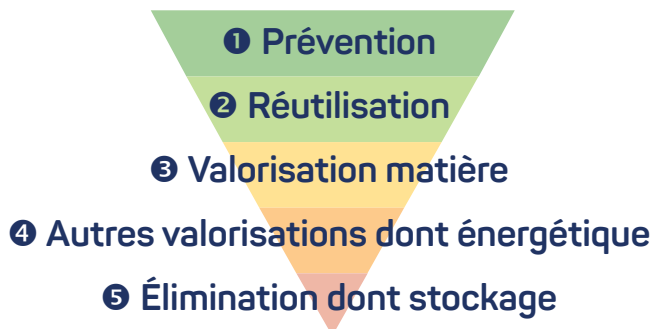 ❶ Prévention
❷ Réutilisation
❸ Valorisation matière
❹ Autres valorisations dont énergétique
❺ Élimination dont stockage